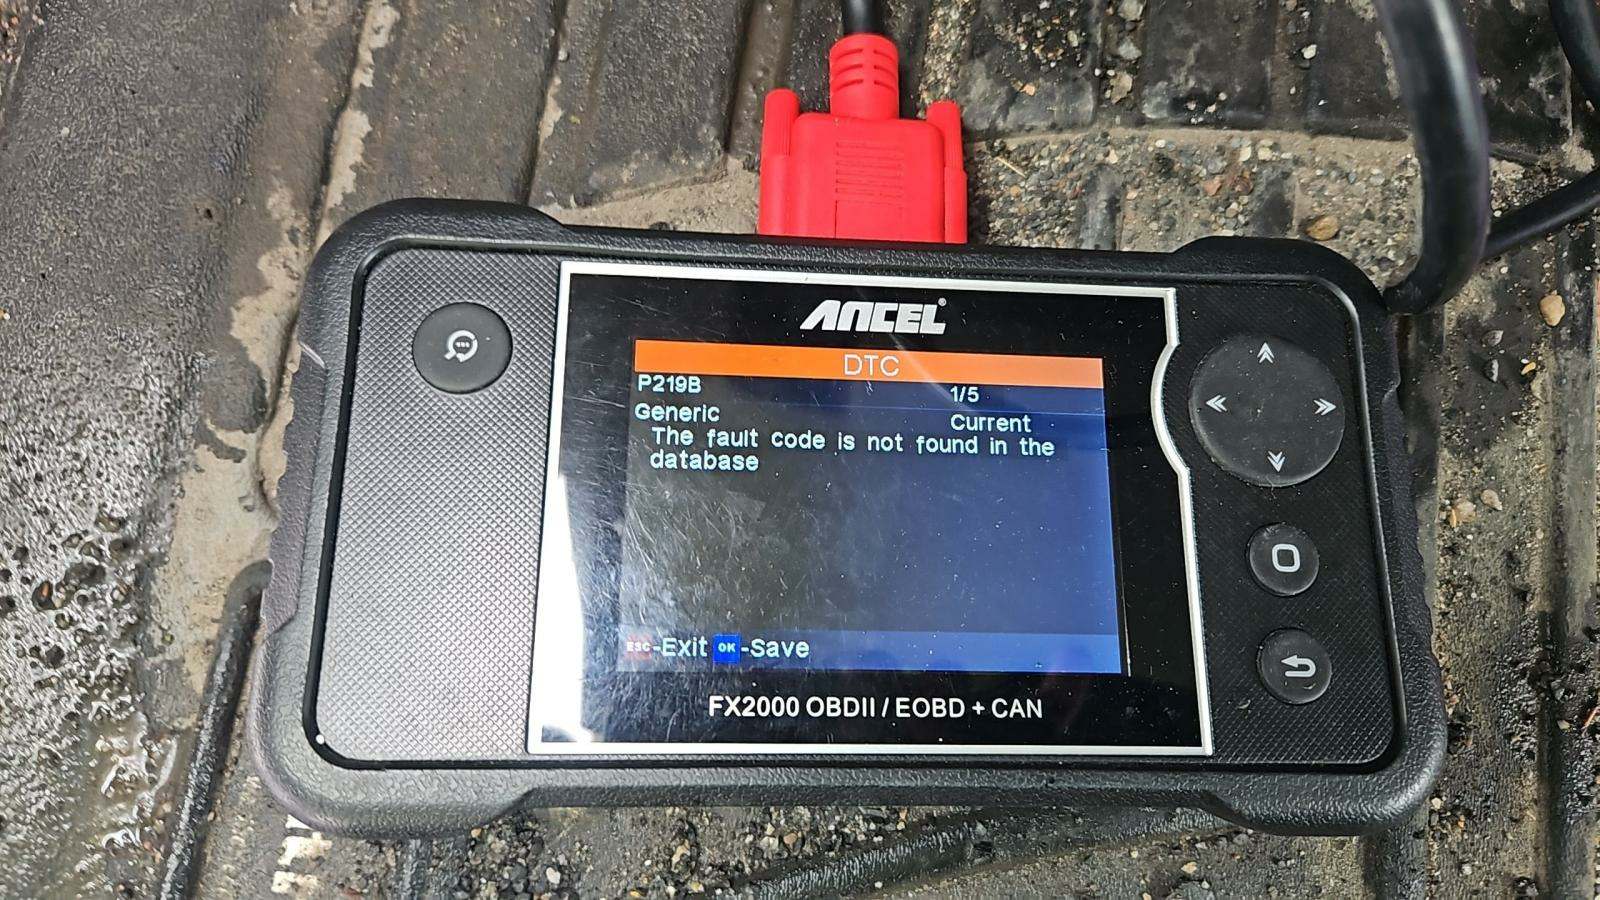 ANCEL®
DTC
P219B 1/5
Generic Current
The fault code is not found in the
database
ESC-Exit OK-Save
FX2000 OBDII / EOBD + CAN